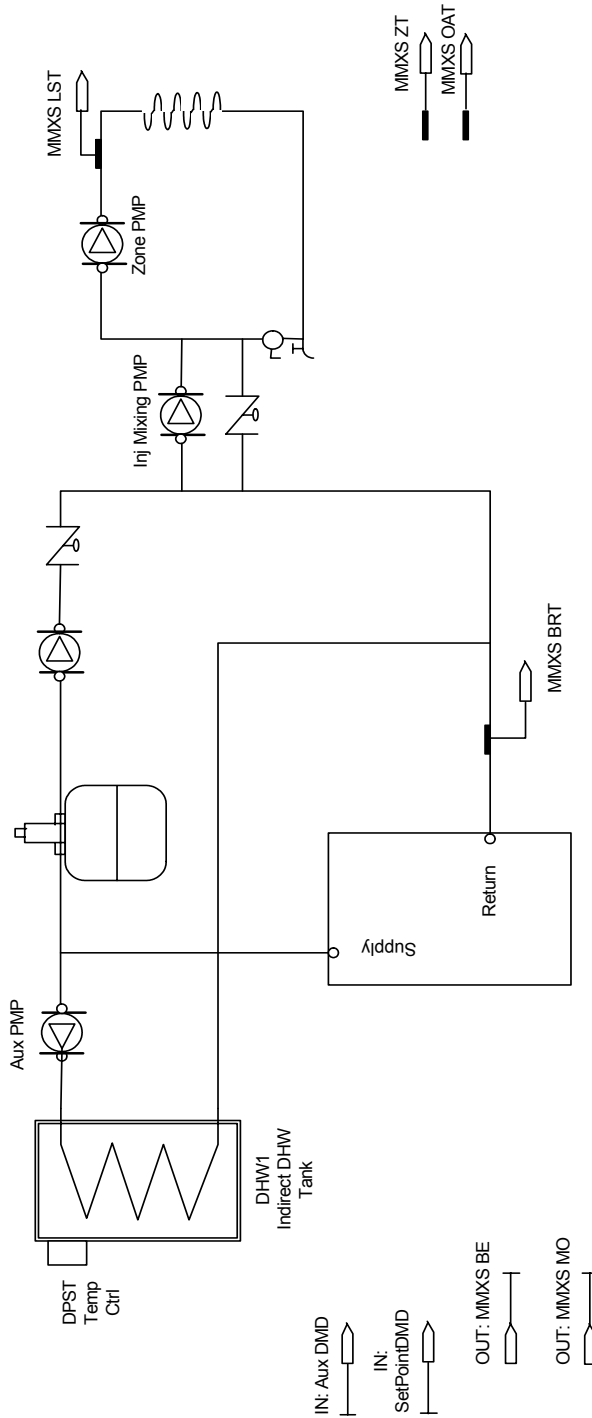 MMXS LST
Zone PMP
MMXS ZT
MMXS OAT
Inj Mixing PMP
MMXS BRT
Return
Supply
Aux PMP
DHW1
Indirect DHW
Tank
DPST
Temp
Ctrl
IN: Aux DMD
IN:
SetPointDMD
OUT: MMXS BE
OUT: MMXS MO